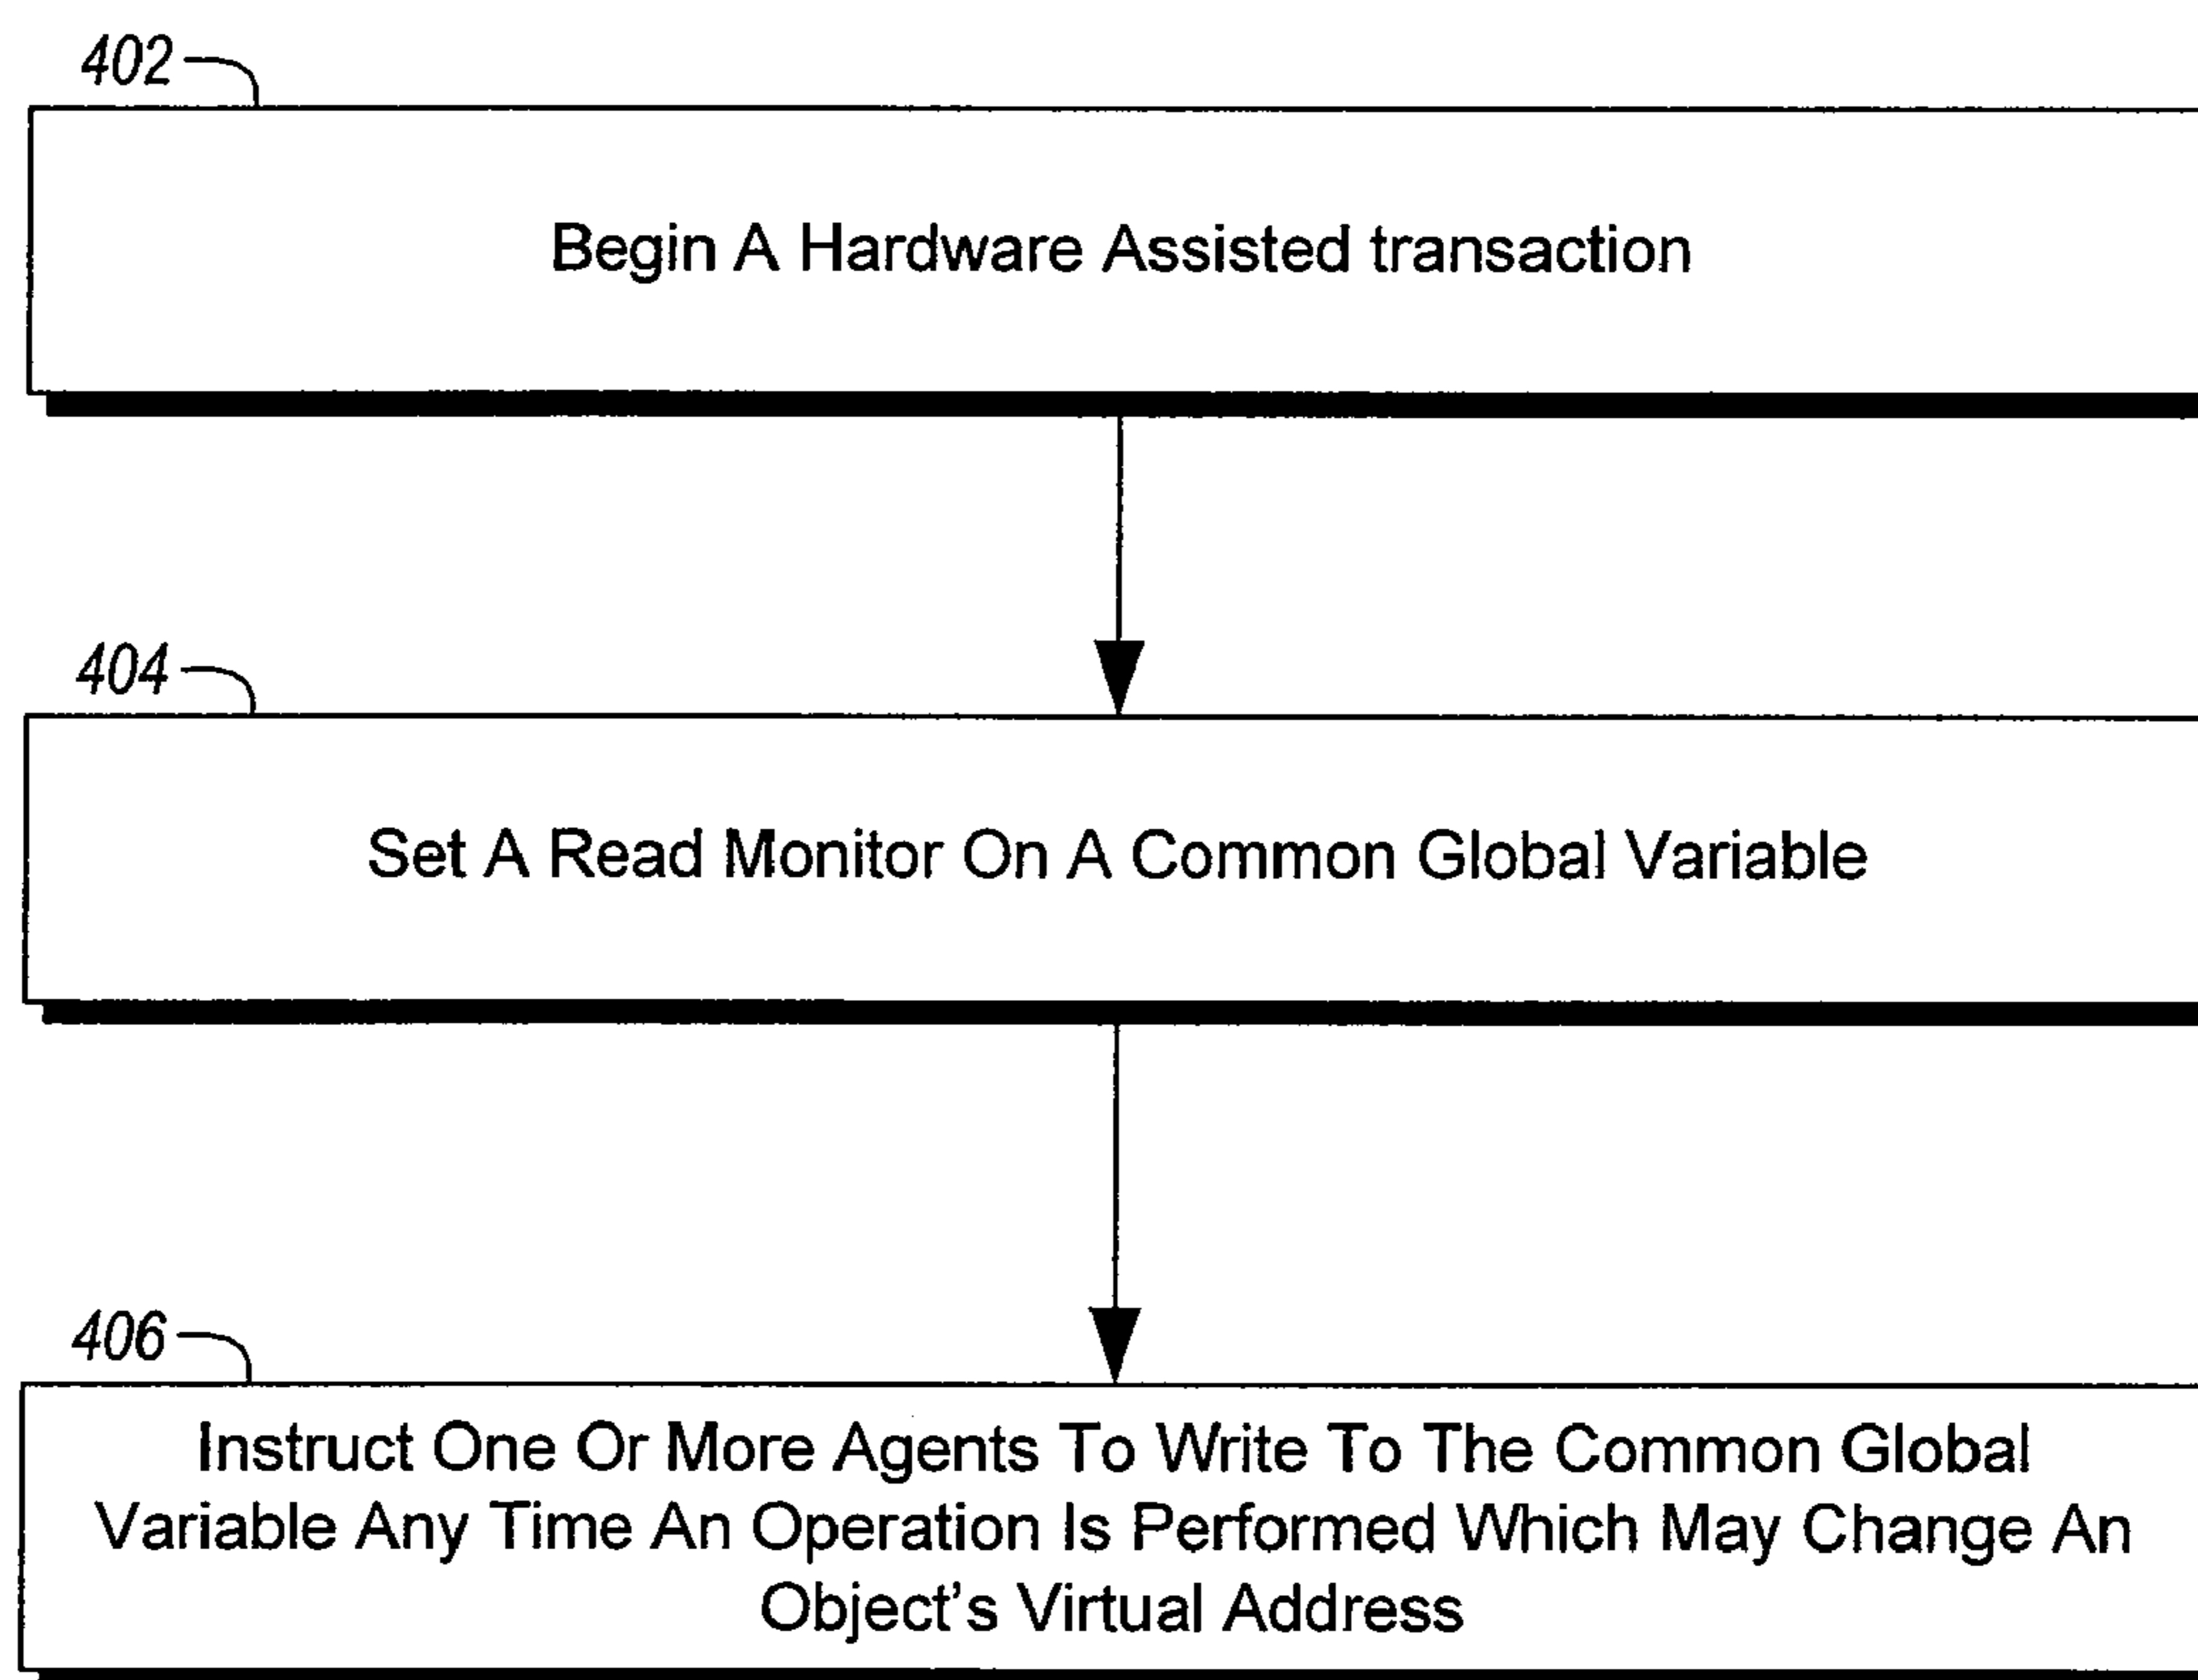 402
Begin A Hardware Assisted transaction
404
Set A Read Monitor On A Common Global Variable
406
Instruct One Or More Agents To Write To The Common Global
Variable Any Time An Operation Is Performed Which May Change An
Object's Virtual Address